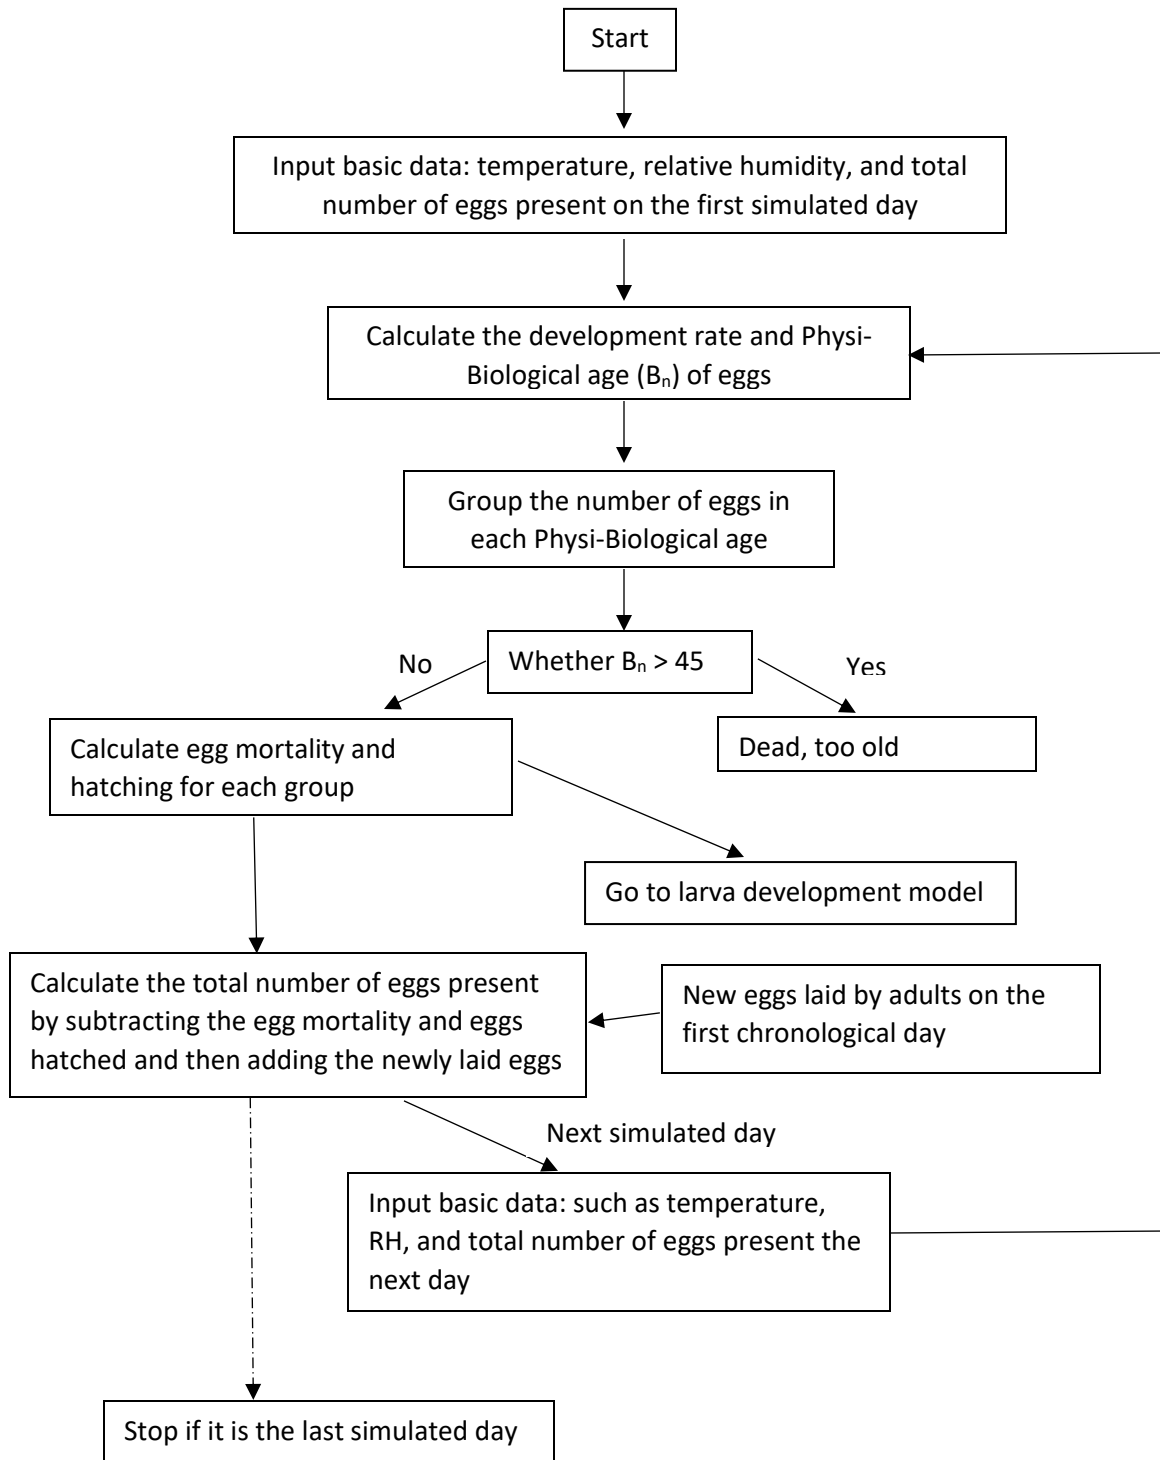 Start
Input basic data: temperature, relative humidity, and total
number of eggs present on the first simulated day
Calculate the development rate and Physi-
Biological age (Bₙ) of eggs
Group the number of eggs in
each Physi-Biological age
Whether Bₙ > 45
No
Yes
Calculate egg mortality and
hatching for each group
Dead, too old
Go to larva development model
Calculate the total number of eggs present
by subtracting the egg mortality and eggs
hatched and then adding the newly laid eggs
New eggs laid by adults on the
first chronological day
Next simulated day
Input basic data: such as temperature,
RH, and total number of eggs present the
next day
Stop if it is the last simulated day